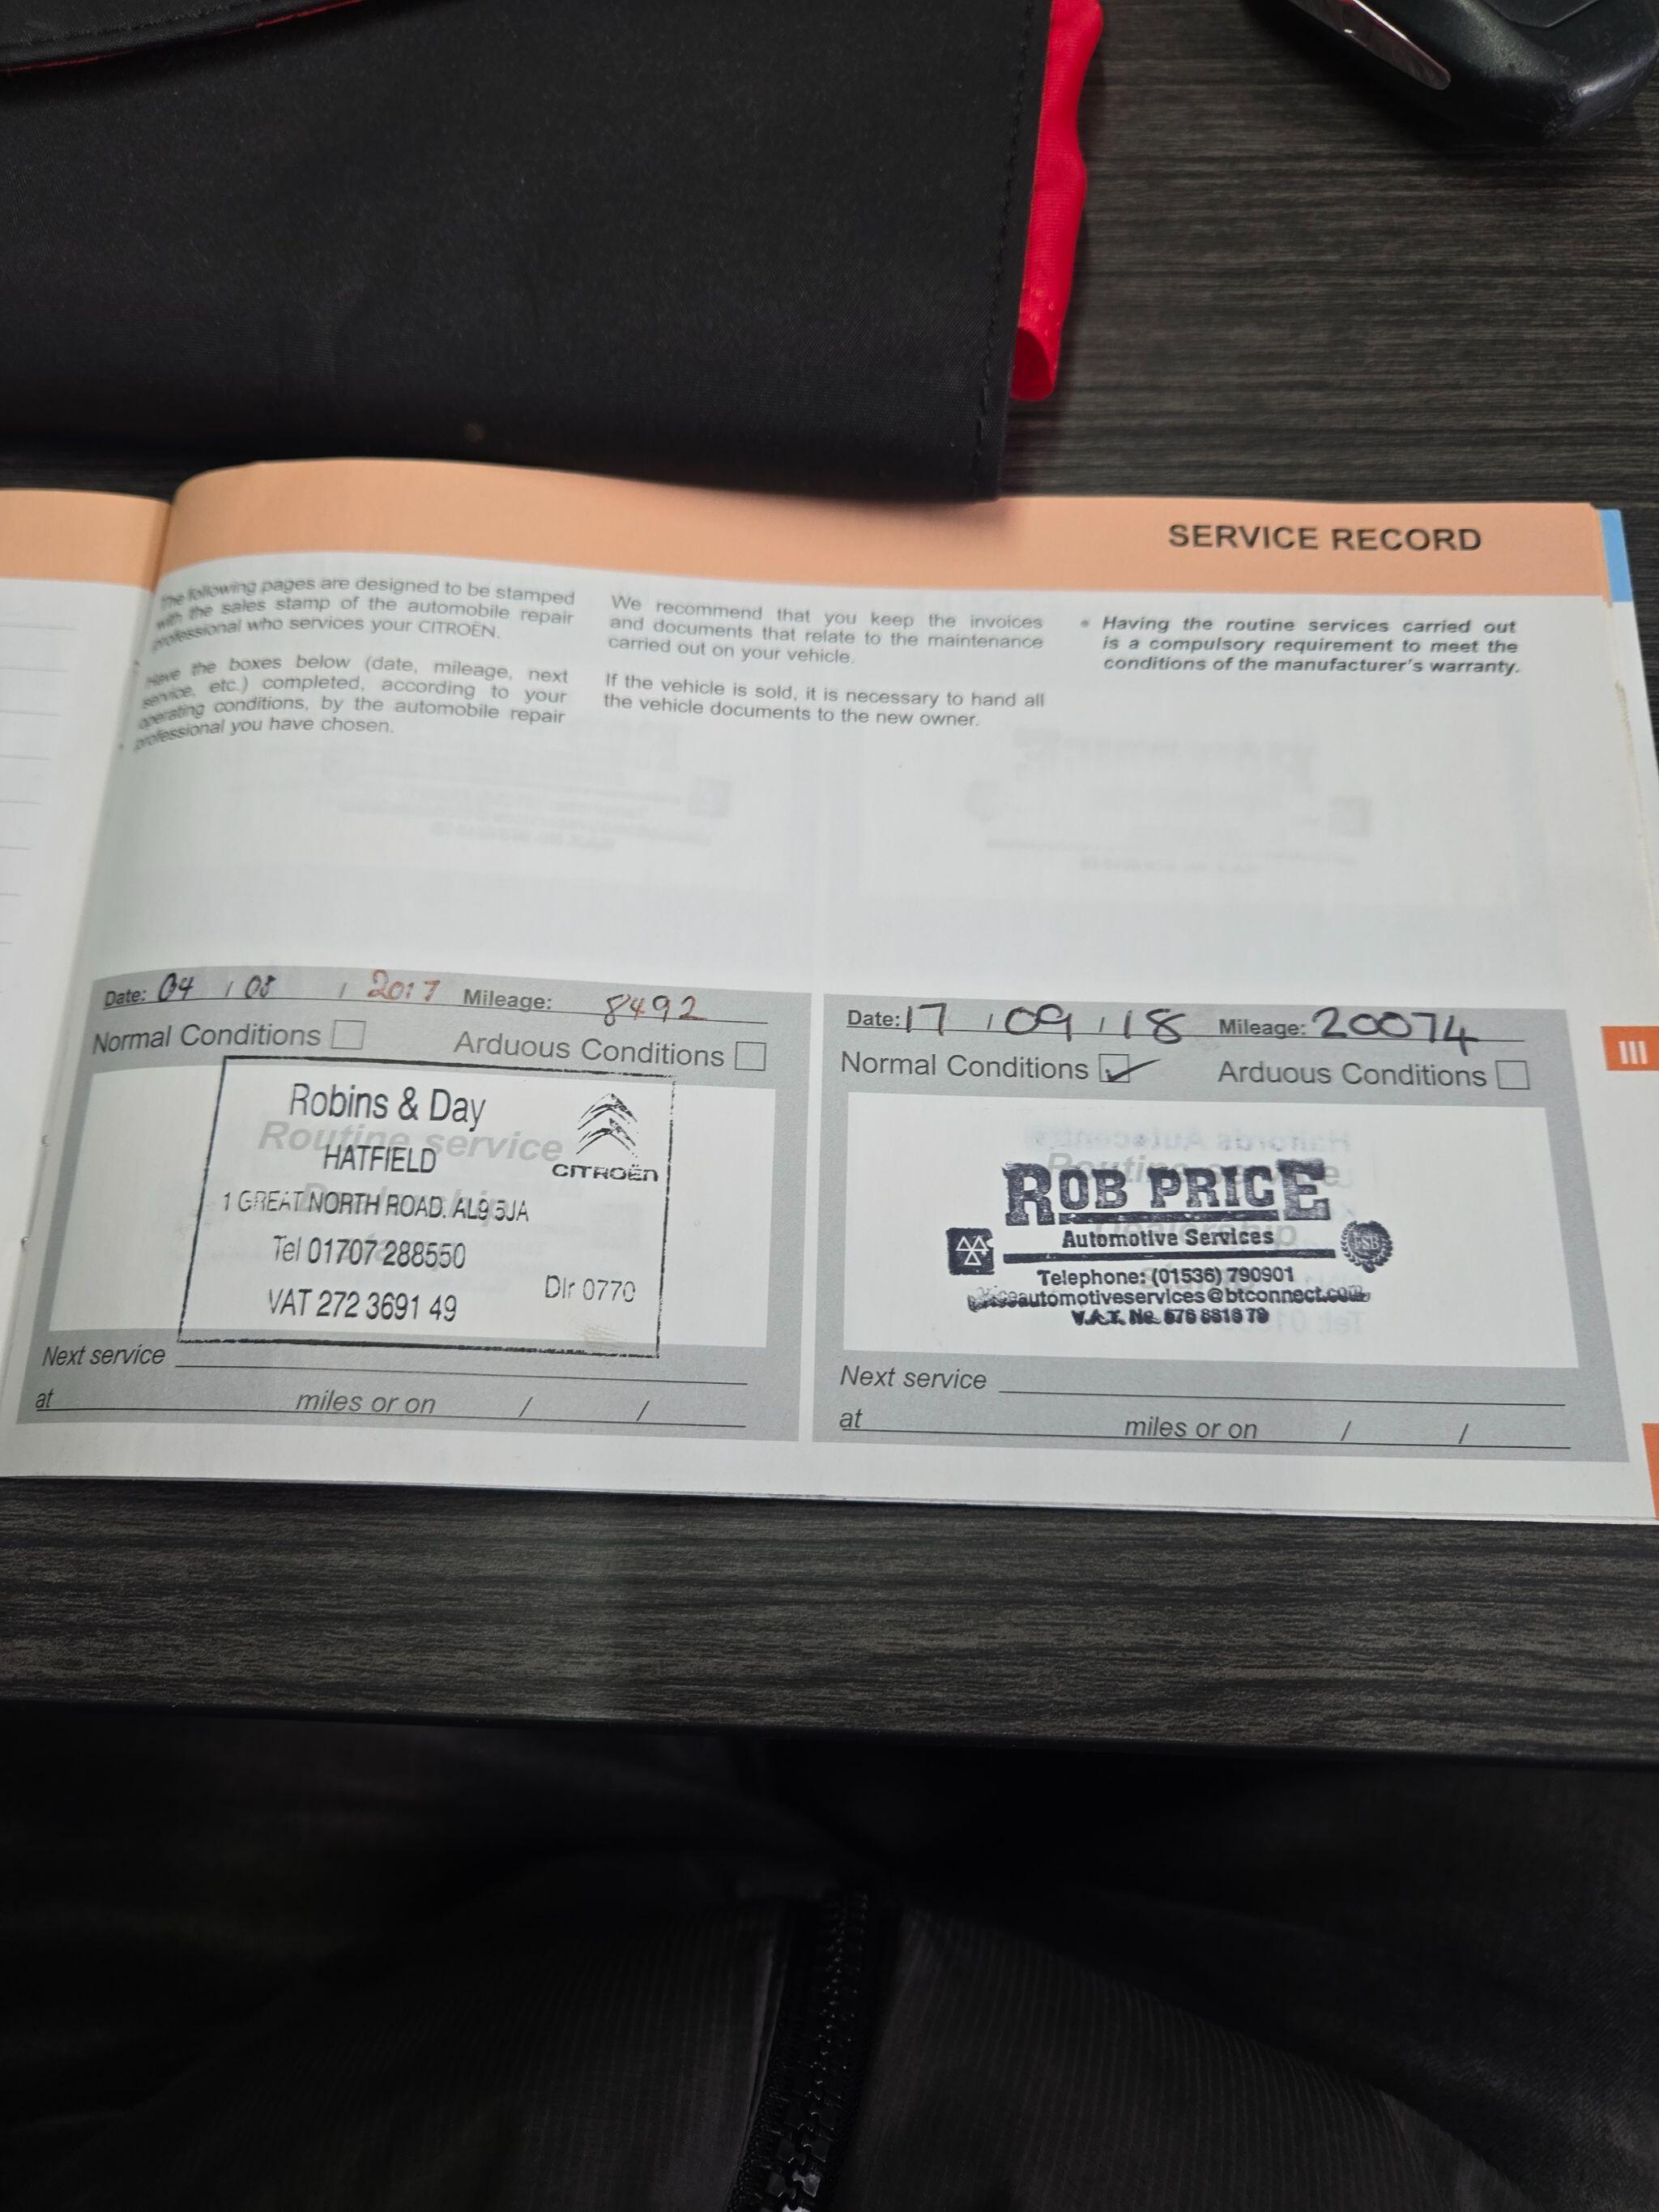 SERVICE RECORD
The following pages are designed to be stamped
with the sales stamp of the automobile repair
professional who services your CITROËN.
Have the boxes below (date, mileage, next
service, etc.) completed, according to your
operating conditions, by the automobile repair
professional you have chosen.
We recommend that you keep the invoices
and documents that relate to the maintenance
carried out on your vehicle.
If the vehicle is sold, it is necessary to hand all
the vehicle documents to the new owner.
• Having the routine services carried out
is a compulsory requirement to meet the
conditions of the manufacturer's warranty.
Date: 04 / 08 / 2017 Mileage: 8492
Normal Conditions Arduous Conditions
Routine service
Robins & Day
HATFIELD
CITROËN
1 GREAT NORTH ROAD. AL9 5JA
Tel 01707 288550
Dlr 0770
VAT 272 3691 49
Next service
at miles or on / /
Date: 17 / 09 / 18 Mileage: 20074
Normal Conditions Arduous Conditions
ROB PRICE
Automotive Services
FSB
Telephone: (01536) 790901
V.A.T. No.
Next service
at miles or on / /
III